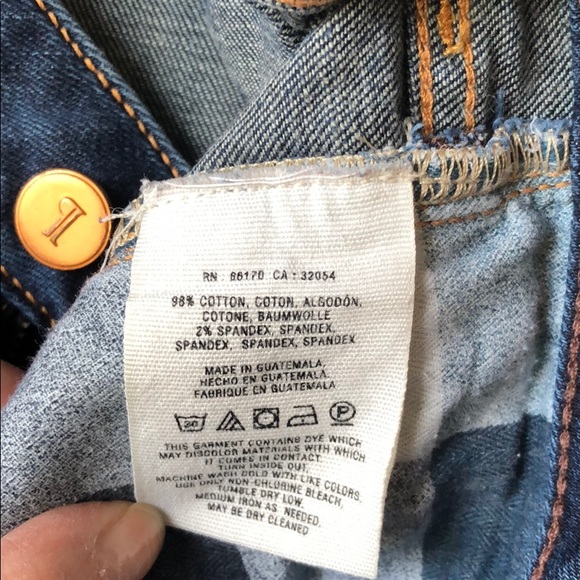 L
RN 66170 CA: 32054
98% COTTON, COTON, ALGODÓN,
COTONE, BAUMWOLLE
2% SPANDEX, SPANDEX,
SPANDEX, SPANDEX, SPANDEX
MADE IN GUATEMALA,
HECHO EN GUATEMALA
FABRIQUE EN GUATEMALA
30 P
THIS GARMENT CONTAINS DYE WHICH
MAY DISCOLOR MATERIALS WITH WHICH
IT COMES IN CONTACT.
TURN INSIDE OUT.
MACHINE WASH COLD WITH LIKE COLORS.
USE ONLY NON-CHLORINE BLEACH,
TUMBLE DRY LOW.
MEDIUM IRON AS NEEDED.
MAY BE DRY CLEANED